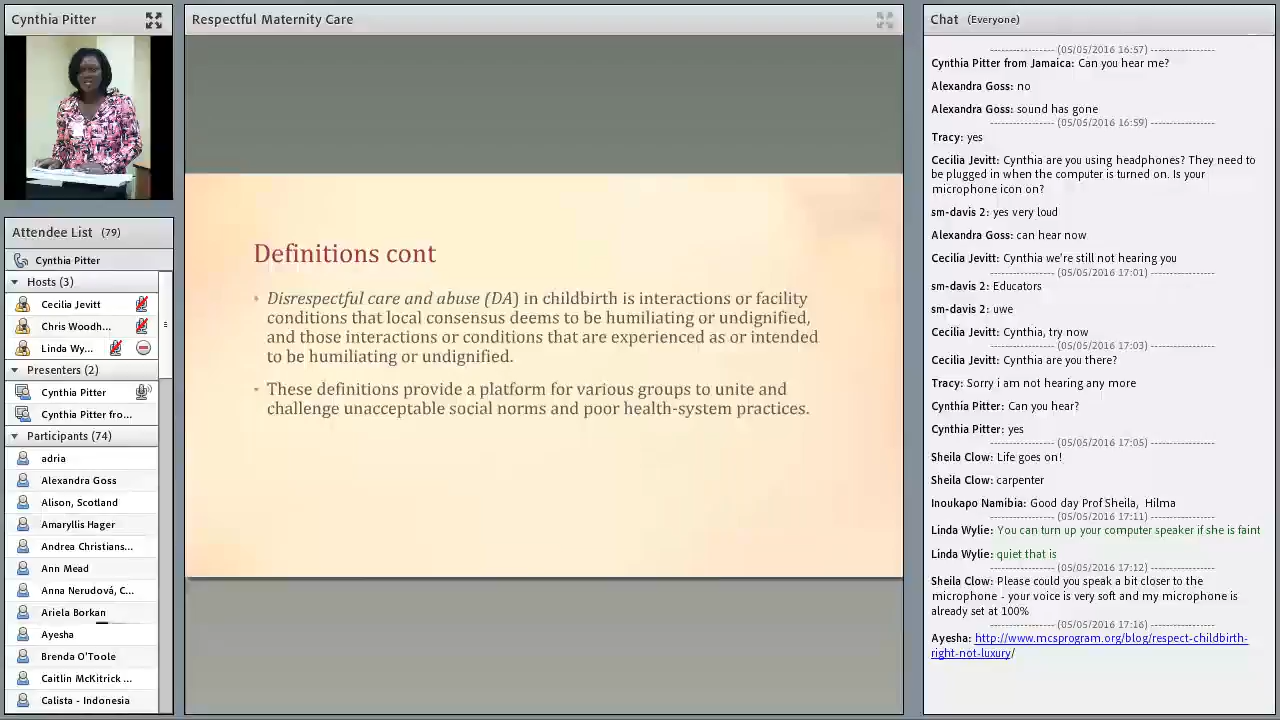 Cynthia Pitter
Attendee List (79)
Cynthia Pitter
Hosts (3)
Cecilia Jevitt
Chris Woodh...
Linda Wy...
Presenters (2)
Cynthia Pitter
Cynthia Pitter fro...
Participants (74)
adria
Alexandra Goss
Alison, Scotland
Amaryllis Hager
Andrea Christians...
Ann Mead
Anna Nerudová, C...
Ariela Borkan
Ayesha
Brenda O'Toole
Caitlin McKitrick ...
Calista - Indonesia
Respectful Maternity Care
Definitions cont
• Disrespectful care and abuse (DA) in childbirth is interactions or facility
conditions that local consensus deems to be humiliating or undignified,
and those interactions or conditions that are experienced as or intended
to be humiliating or undignified.
• These definitions provide a platform for various groups to unite and
challenge unacceptable social norms and poor health-system practices.
Chat (Everyone)
---------------- (05/05/2016 16:57) ----------------
Cynthia Pitter from Jamaica: Can you hear me?
Alexandra Goss: no
Alexandra Goss: sound has gone
---------------- (05/05/2016 16:59) ----------------
Tracy: yes
Cecilia Jevitt: Cynthia are you using headphones? They need to
be plugged in when the computer is turned on. Is your
microphone icon on?
sm-davis 2: yes very loud
Alexandra Goss: can hear now
Cecilia Jevitt: Cynthia we're still not hearing you
---------------- (05/05/2016 17:01) ----------------
sm-davis 2: Educators
sm-davis 2: uwe
Cecilia Jevitt: Cynthia, try now
---------------- (05/05/2016 17:03) ----------------
Cecilia Jevitt: Cynthia are you there?
Tracy: Sorry i am not hearing any more
Cynthia Pitter: Can you hear?
Cynthia Pitter: yes
---------------- (05/05/2016 17:05) ----------------
Sheila Clow: Life goes on!
Sheila Clow: carpenter
Inoukapo Namibia: Good day Prof Sheila, Hilma
---------------- (05/05/2016 17:11) ----------------
Linda Wylie: You can turn up your computer speaker if she is faint
Linda Wylie: quiet that is
---------------- (05/05/2016 17:12) ----------------
Sheila Clow: Please could you speak a bit closer to the
microphone - your voice is very soft and my microphone is
already set at 100%
---------------- (05/05/2016 17:16) ----------------
Ayesha: http://www.mcsprogram.org/blog/respect-childbirth-
right-not-luxury/